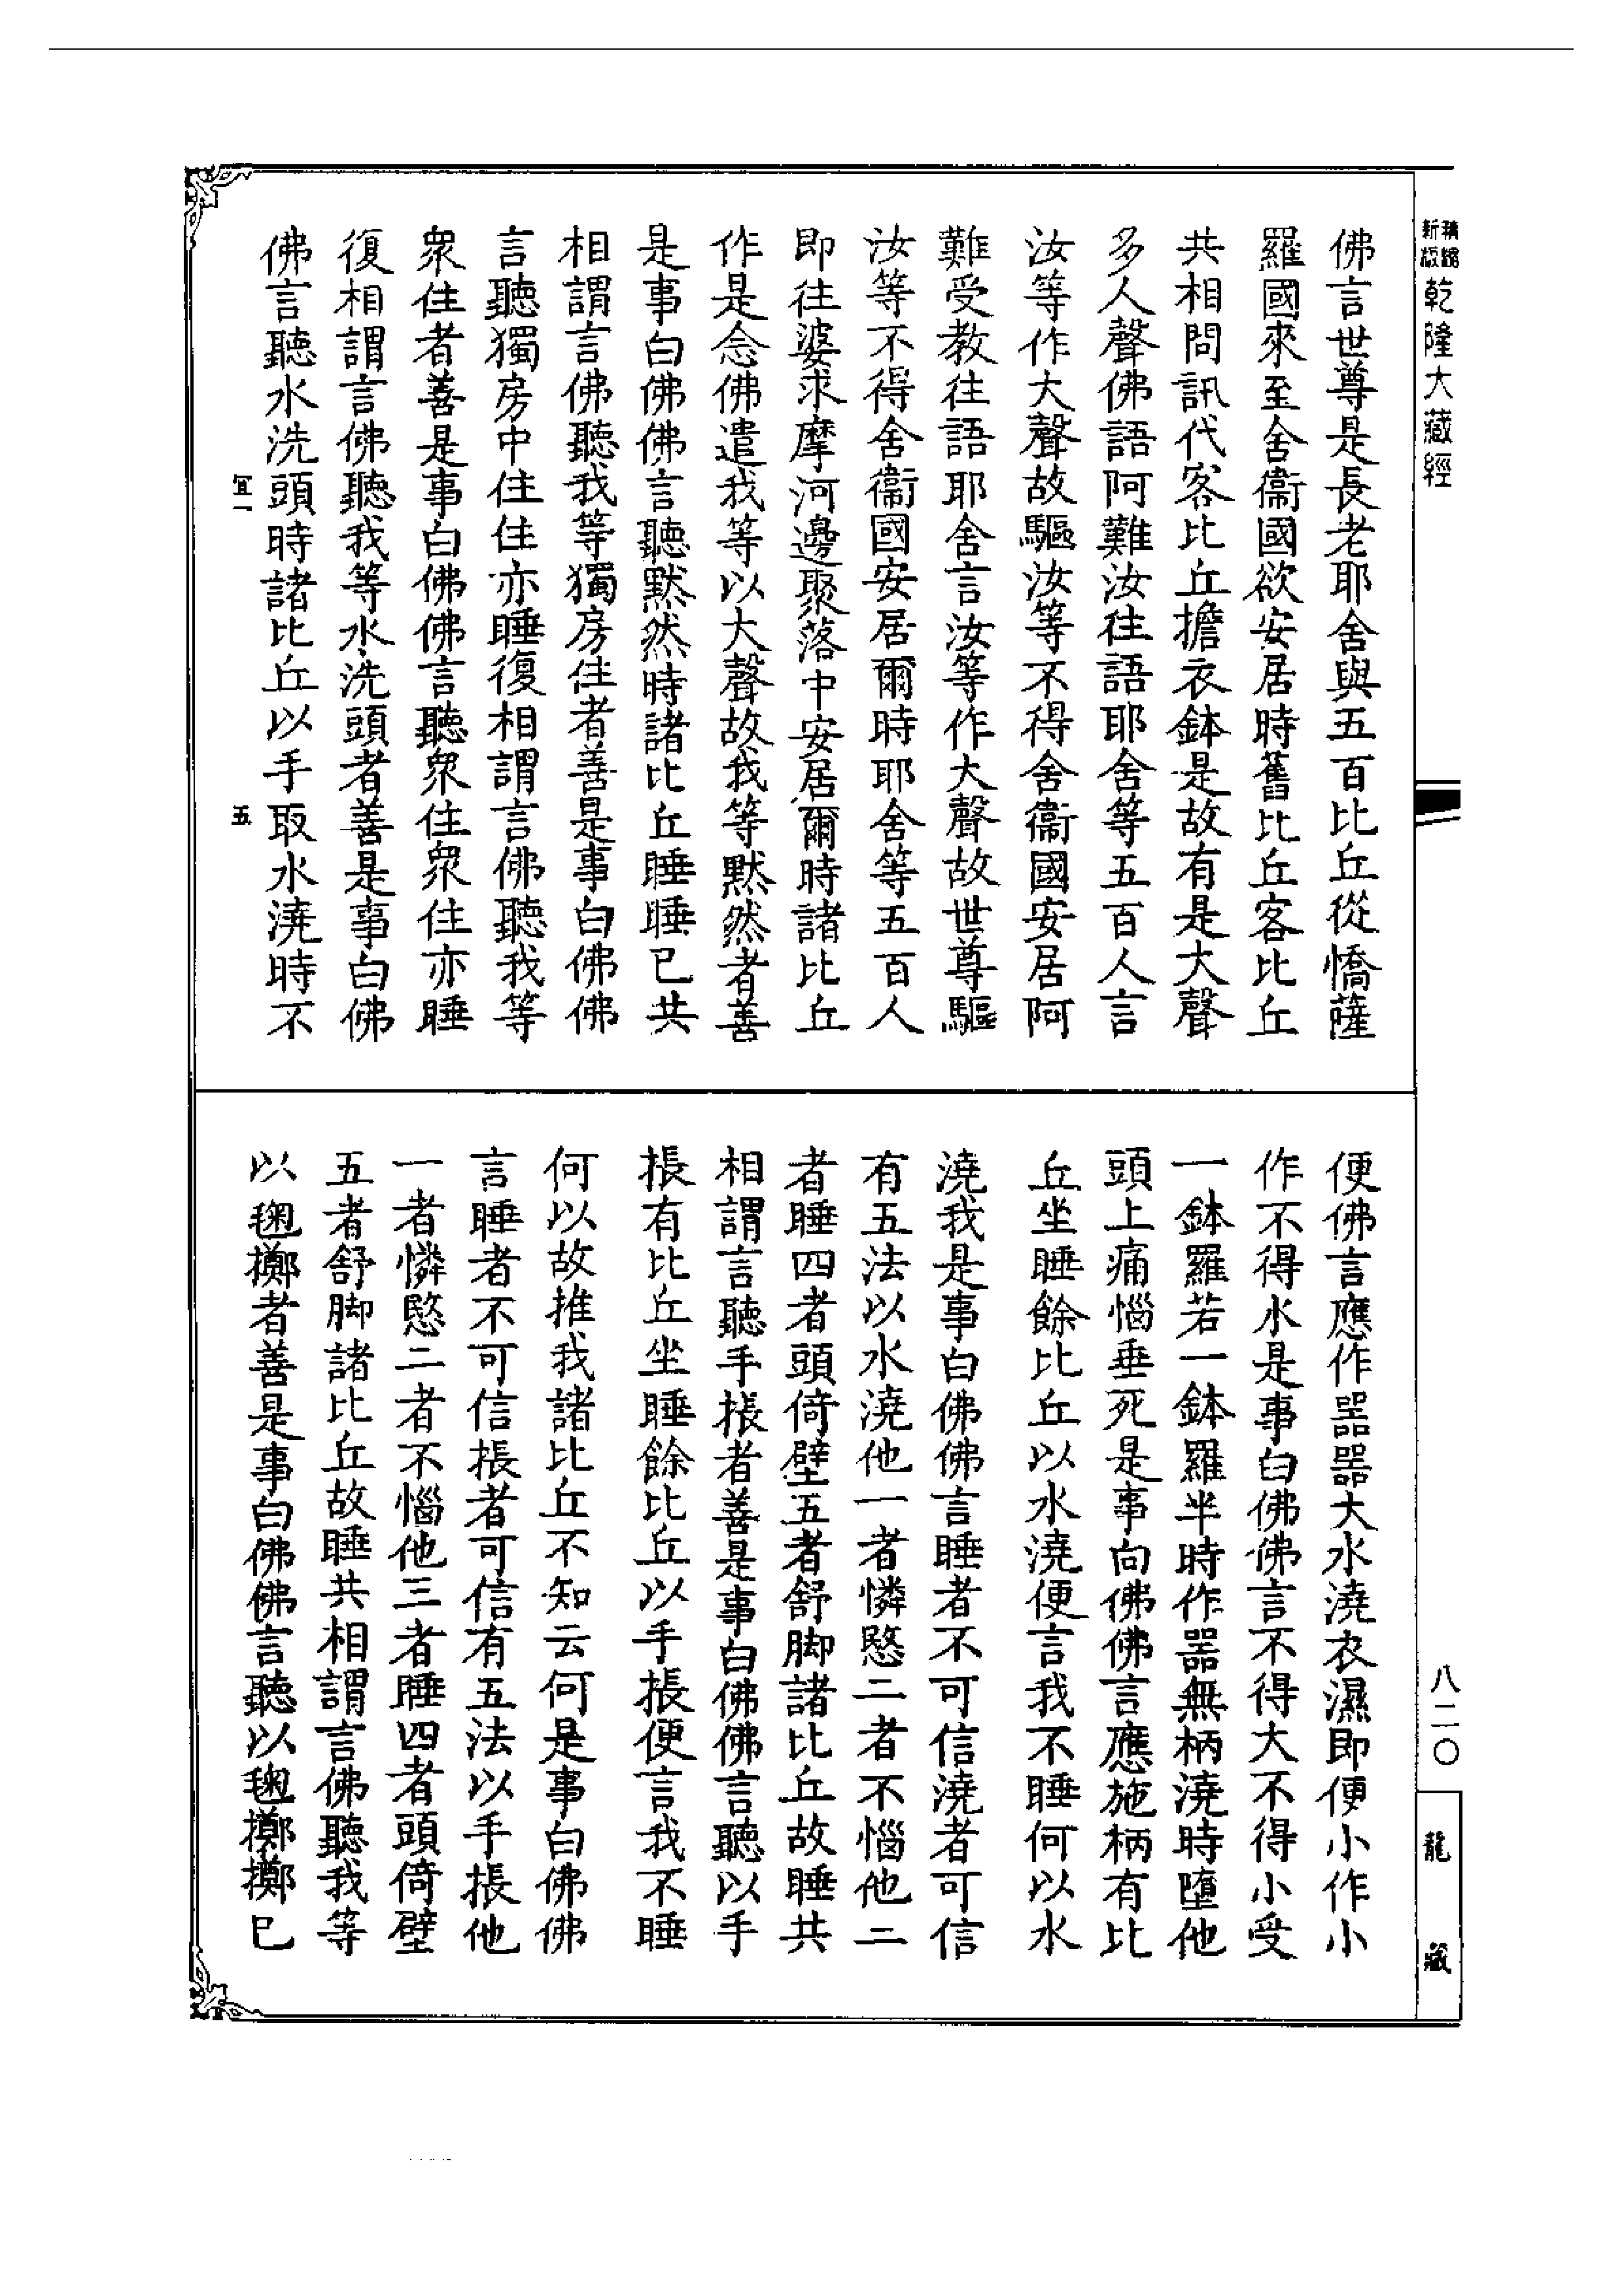 精縮
新版
乾隆大藏經
佛言世尊是長老耶舍與五百比丘從憍薩
羅國來至舍衞國欲安居時舊比丘客比丘
共相問訊代客比丘擔衣鉢是故有是大聲
多人聲佛語阿難汝往語耶舍等五百人言
汝等作大聲故驅汝等不得舍衞國安居阿
難受教往語耶舍言汝等作大聲故世尊驅
汝等不得舍衞國安居爾時耶舍等五百人
即往婆求摩河邊聚落中安居爾時諸比丘
作是念佛遣我等以大聲故我等默然者善
是事白佛佛言聽默然時諸比丘睡睡已共
相謂言佛聽我等獨房住者善是事白佛佛
言聽獨房中住住亦睡復相謂言佛聽我等
衆住者善是事白佛佛言聽衆住衆住亦睡
復相謂言佛聽我等水洗頭者善是事白佛
佛言聽水洗頭時諸比丘以手取水澆時不
宜一
五
便佛言應作器器大水澆衣濕即便小作小
作不得水是事白佛佛言不得大不得小受
一鉢羅若一鉢羅半時作器無柄澆時墮他
頭上痛惱垂死是事向佛佛言應施柄有比
丘坐睡餘比丘以水澆便言我不睡何以水
澆我是事白佛佛言睡者不可信澆者可信
有五法以水澆他一者憐愍二者不惱他三
者睡四者頭倚壁五者舒脚諸比丘故睡共
相謂言聽手掁者善是事白佛佛言聽以手
掁有比丘坐睡餘比丘以手掁便言我不睡
何以故推我諸比丘不知云何是事白佛佛
言睡者不可信掁者可信有五法以手掁他
一者憐愍二者不惱他三者睡四者頭倚壁
五者舒脚諸比丘故睡共相謂言佛聽我等
以毱擲者善是事白佛佛言聽以毱擲擲已
八二〇
龍藏